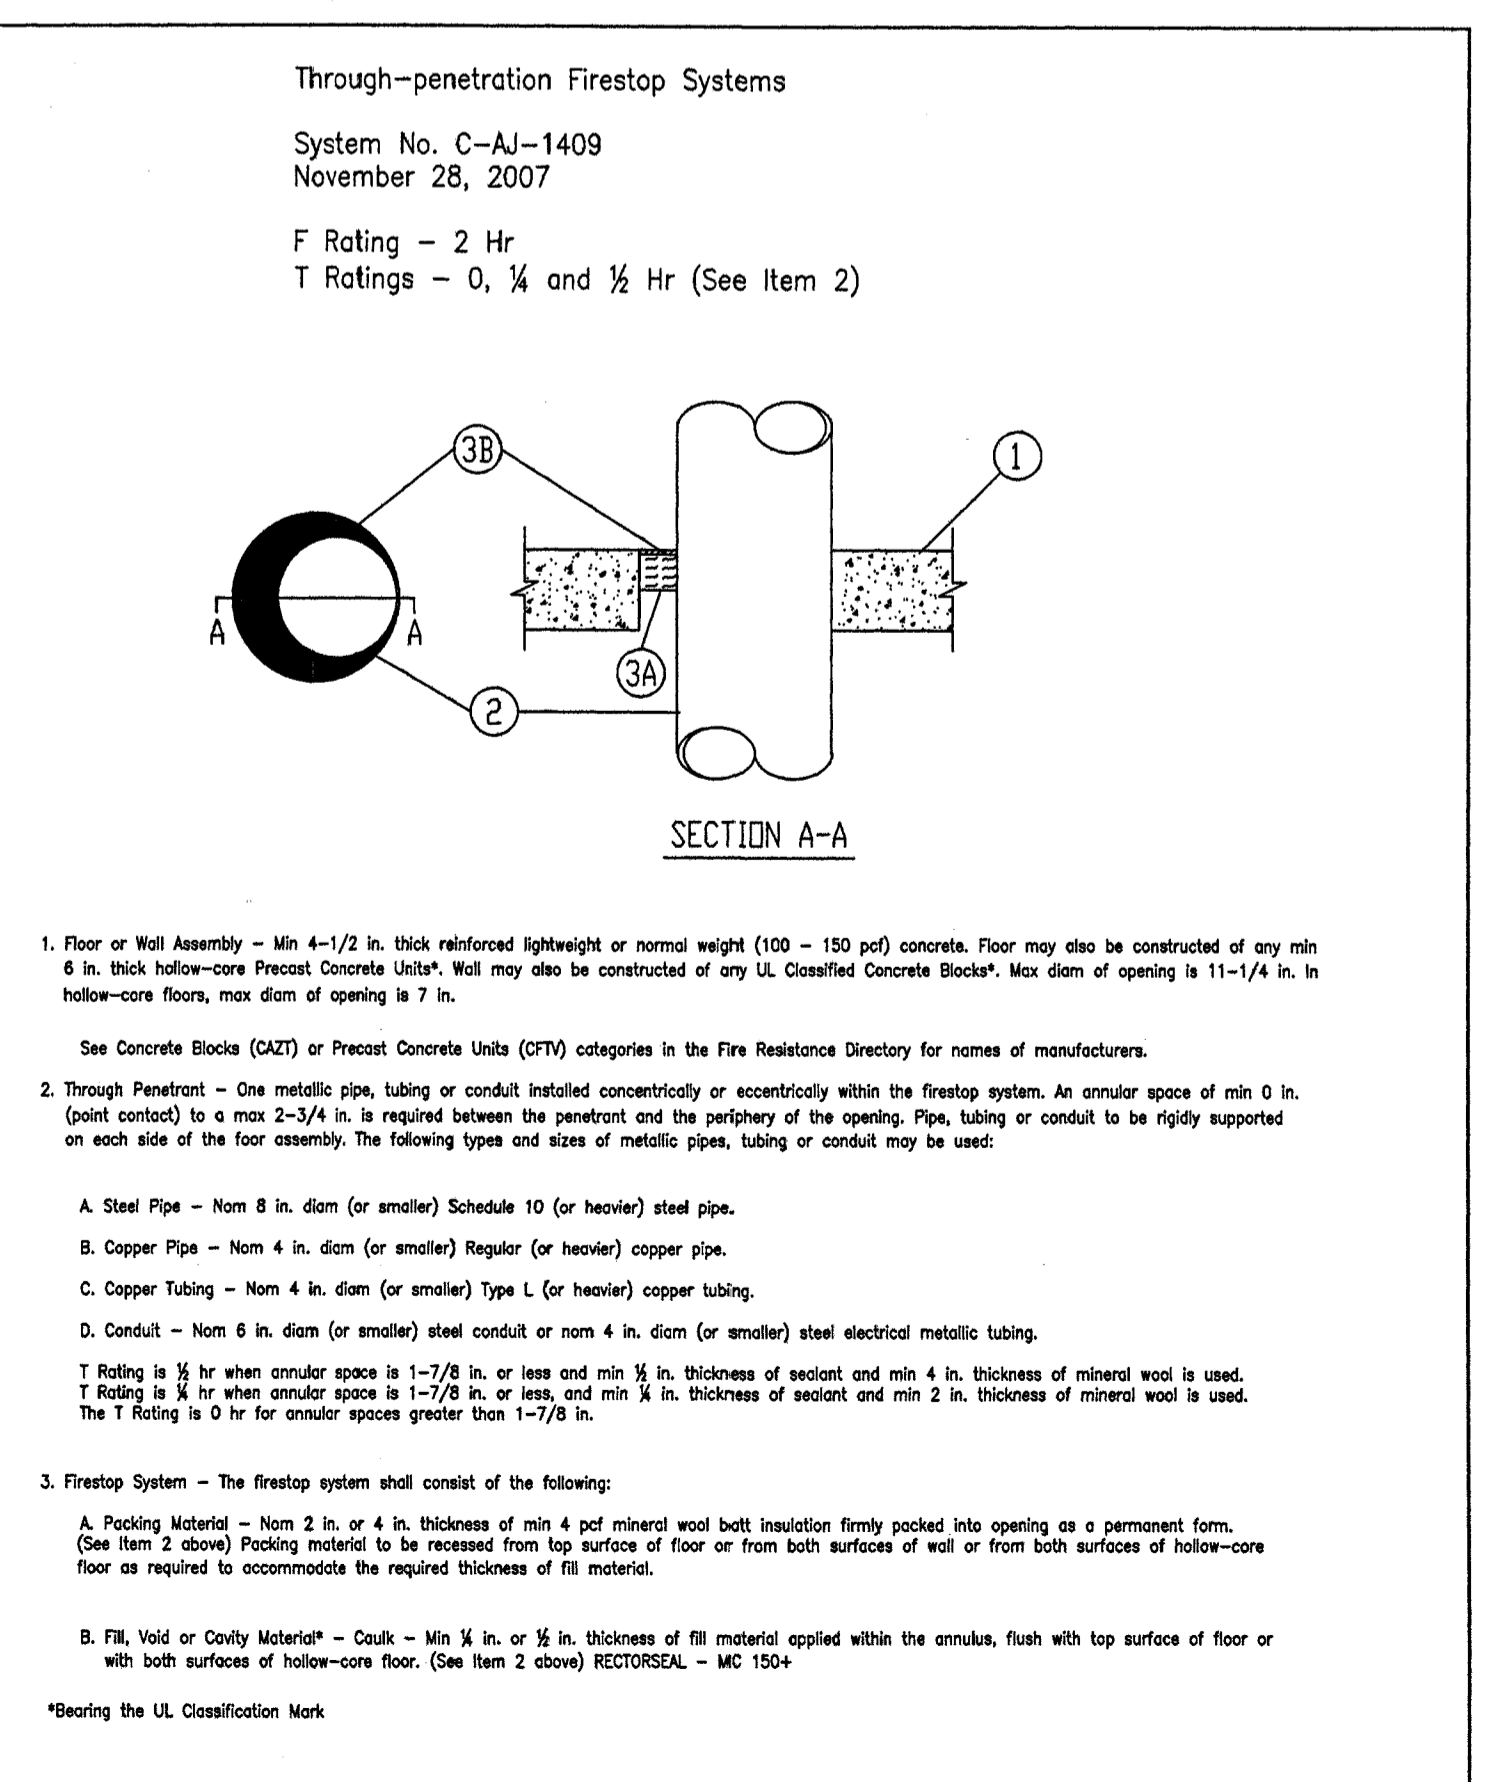 Through-penetration Firestop Systems
System No. C-AJ-1409
November 28, 2007
F Rating - 2 Hr
T Ratings - 0, ¼ and ½ Hr (See Item 2)
3B
1
A
A
3A
2
SECTION A-A
1. Floor or Wall Assembly - Min 4-1/2 in. thick reinforced lightweight or normal weight (100 - 150 pcf) concrete. Floor may also be constructed of any min
6 in. thick hollow-core Precast Concrete Units*. Wall may also be constructed of any UL Classified Concrete Blocks*. Max diam of opening is 11-1/4 in. In
hollow-core floors, max diam of opening is 7 in.
See Concrete Blocks (CAZT) or Precast Concrete Units (CFTV) categories in the Fire Resistance Directory for names of manufacturers.
2. Through Penetrant - One metallic pipe, tubing or conduit installed concentrically or eccentrically within the firestop system. An annular space of min 0 in.
(point contact) to a max 2-3/4 in. is required between the penetrant and the periphery of the opening. Pipe, tubing or conduit to be rigidly supported
on each side of the foor assembly. The following types and sizes of metallic pipes, tubing or conduit may be used:
A. Steel Pipe - Nom 8 in. diam (or smaller) Schedule 10 (or heavier) steel pipe.
B. Copper Pipe - Nom 4 in. diam (or smaller) Regular (or heavier) copper pipe.
C. Copper Tubing - Nom 4 in. diam (or smaller) Type L (or heavier) copper tubing.
D. Conduit - Nom 6 in. diam (or smaller) steel conduit or nom 4 in. diam (or smaller) steel electrical metallic tubing.
T Rating is ½ hr when annular space is 1-7/8 in. or less and min ½ in. thickness of sealant and min 4 in. thickness of mineral wool is used.
T Rating is ¼ hr when annular space is 1-7/8 in. or less, and min ¼ in. thickness of sealant and min 2 in. thickness of mineral wool is used.
The T Rating is 0 hr for annular spaces greater than 1-7/8 in.
3. Firestop System - The firestop system shall consist of the following:
A. Packing Material - Nom 2 in. or 4 in. thickness of min 4 pcf mineral wool batt insulation firmly packed into opening as a permanent form.
(See Item 2 above) Packing material to be recessed from top surface of floor or from both surfaces of wall or from both surfaces of hollow-core
floor as required to accommodate the required thickness of fill material.
B. Fill, Void or Cavity Material* - Caulk - Min ¼ in. or ½ in. thickness of fill material applied within the annulus, flush with top surface of floor or
with both surfaces of hollow-core floor. (See Item 2 above) RECTORSEAL - MC 150+
*Bearing the UL Classification Mark